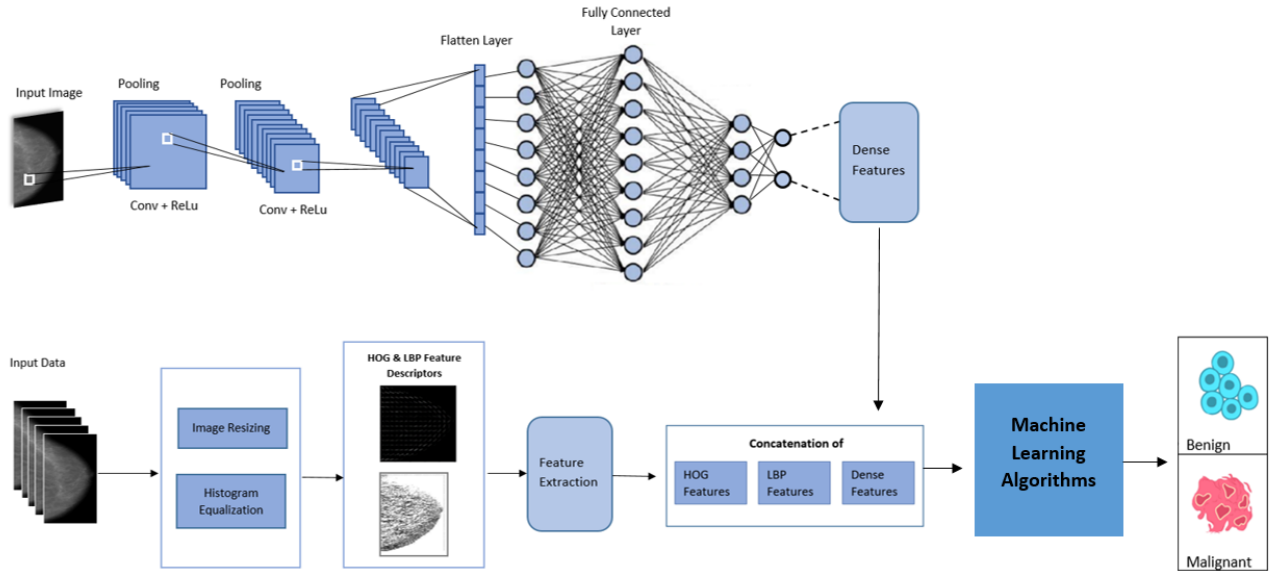 Fully Connected
Layer
Flatten Layer
Pooling
Pooling
Input Image
Conv + ReLu
Conv + ReLu
Dense
Features
Input Data
Image Resizing
Histogram
Equalization
HOG & LBP Feature
Descriptors
Feature
Extraction
Concatenation of
HOG
Features
LBP
Features
Dense
Features
Machine
Learning
Algorithms
Benign
Malignant